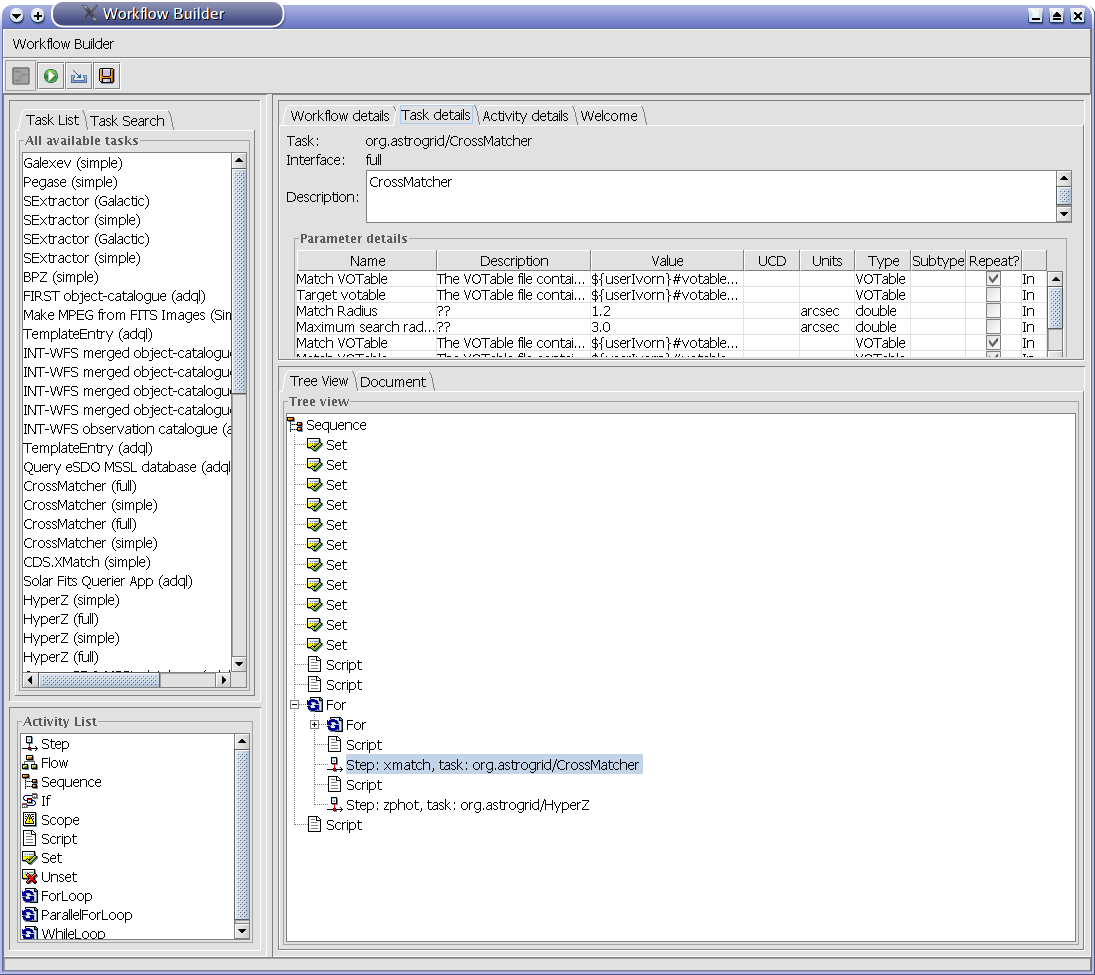 Workflow Builder
Workflow Builder
Task List Task Search
All available tasks
Galexev (simple)
Pegase (simple)
SExtractor (Galactic)
SExtractor (simple)
SExtractor (Galactic)
SExtractor (simple)
BPZ (simple)
FIRST object-catalogue (adql)
Make MPEG from FITS Images (Sin
TemplateEntry (adql)
INT-WFS merged object-catalogue
INT-WFS merged object-catalogue
INT-WFS merged object-catalogue
INT-WFS merged object-catalogue
INT-WFS observation catalogue (a
TemplateEntry (adql)
Query eSDO MSSL database (adql
CrossMatcher (full)
CrossMatcher (simple)
CrossMatcher (full)
CrossMatcher (simple)
CDS.XMatch (simple)
Solar Fits Querier App (adql)
HyperZ (simple)
HyperZ (full)
HyperZ (simple)
HyperZ (full)
Activity List
Step
Flow
Sequence
If
Scope
Script
Set
Unset
ForLoop
ParallelForLoop
WhileLoop
Workflow details Task details Activity details Welcome
Task: org.astrogrid/CrossMatcher
Interface: full
Description: CrossMatcher
Parameter details
Name Description Value UCD Units Type Subtype Repeat?
Match VOTable The VOTable file contai... ${userIvorn}#votable... VOTable In
Target votable The VOTable file contai... ${userIvorn}#votable... VOTable In
Match Radius ?? 1.2 arcsec double In
Maximum search rad... ?? 3.0 arcsec double In
Match VOTable The VOTable file contai... ${userIvorn}#votable... VOTable In
Match VOTable The VOTable file contai... ${userIvorn}#votable... VOTable In
Tree View Document
Tree view
Sequence
Set
Set
Set
Set
Set
Set
Set
Set
Set
Set
Set
Script
Script
For
For
Script
Step: xmatch, task: org.astrogrid/CrossMatcher
Script
Step: zphot, task: org.astrogrid/HyperZ
Script